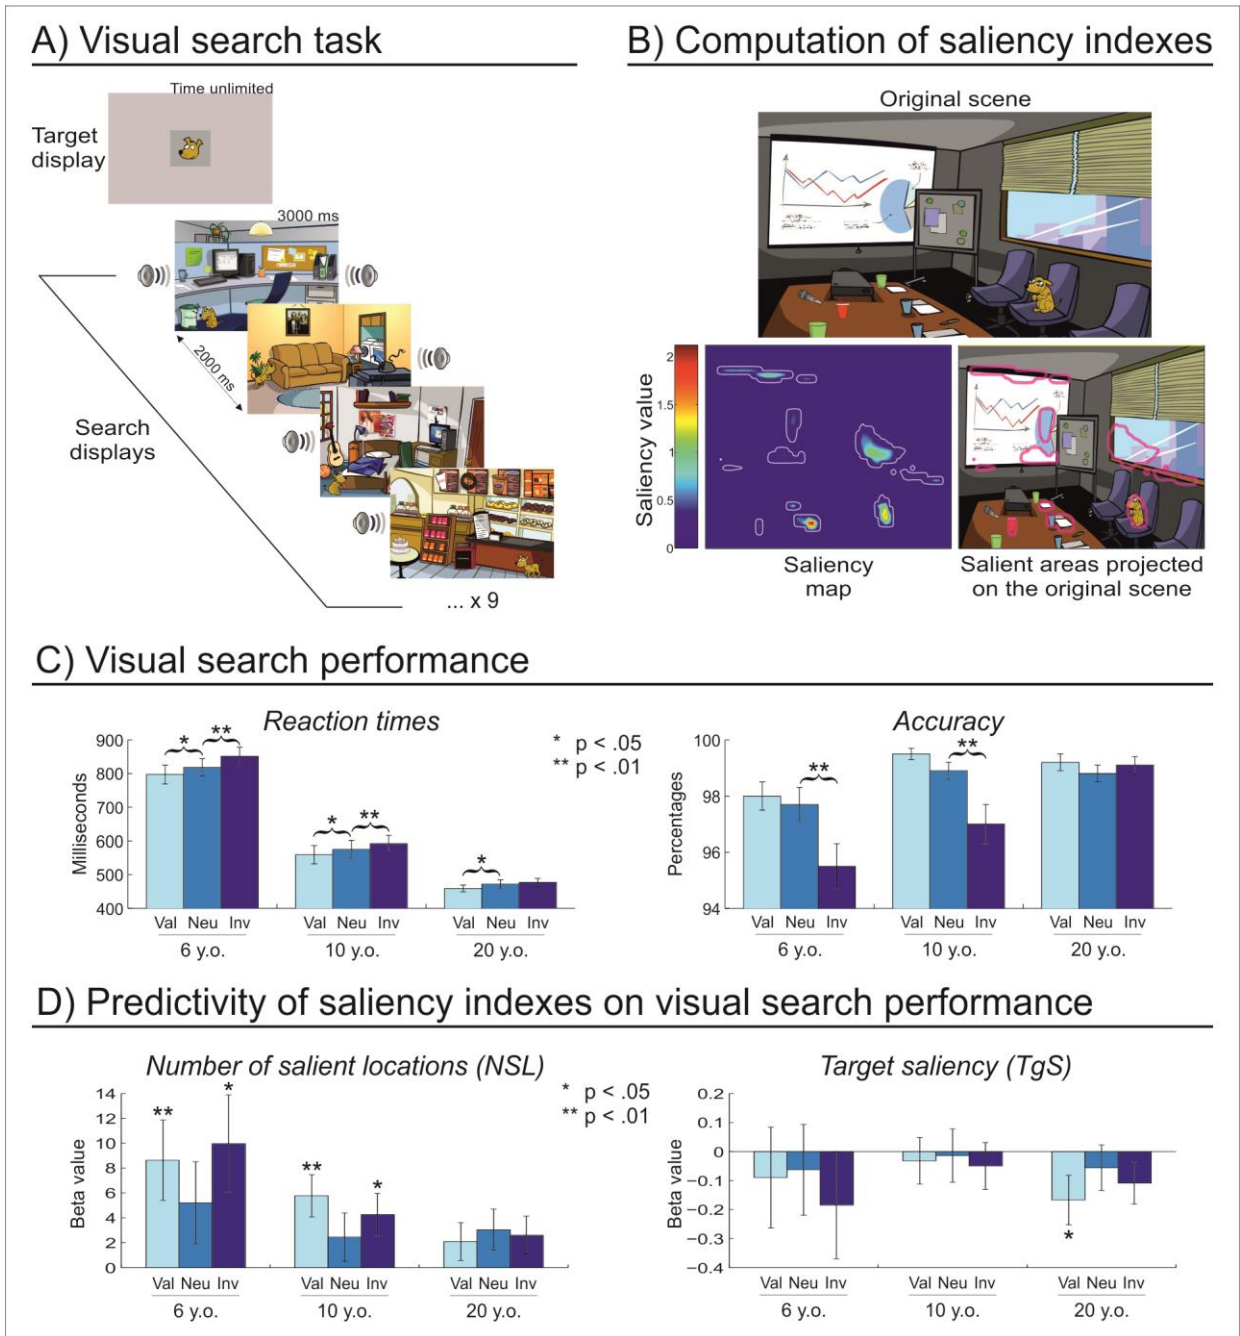 A) Visual search task
Time unlimited
Target
display
3000 ms
2000 ms
Search
displays
... x 9
B) Computation of saliency indexes
Original scene
Saliency value
2
1.5
1
0.5
0
Saliency
map
Salient areas projected
on the original scene
C) Visual search performance
Reaction times
* p < .05
** p < .01
Milliseconds
900
800
700
600
500
400
* **
* **
*
Val Neu Inv
Val Neu Inv
Val Neu Inv
6 y.o.
10 y.o.
20 y.o.
Accuracy
Percentages
100
98
96
94
**
**
Val Neu Inv
Val Neu Inv
Val Neu Inv
6 y.o.
10 y.o.
20 y.o.
D) Predictivity of saliency indexes on visual search performance
Number of salient locations (NSL)
* p < .05
** p < .01
Beta value
14
12
10
8
6
4
2
0
** *
** *
Val Neu Inv
Val Neu Inv
Val Neu Inv
6 y.o.
10 y.o.
20 y.o.
Target saliency (TgS)
Beta value
0.2
0.1
0
−0.1
−0.2
−0.3
−0.4
*
Val Neu Inv
Val Neu Inv
Val Neu Inv
6 y.o.
10 y.o.
20 y.o.